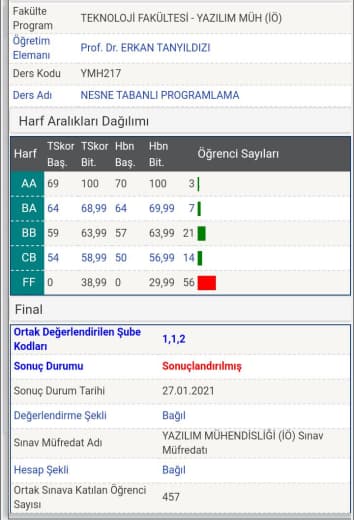 Fakülte
Program
TEKNOLOJİ FAKÜLTESİ - YAZILIM MÜH (İÖ)
Öğretim
Elemanı
Prof. Dr. ERKAN TANYILDIZI
Ders Kodu YMH217
Ders Adı NESNE TABANLI PROGRAMLAMA
Harf Aralıkları Dağılımı
Harf TSkor Baş. TSkor Bit. Hbn Baş. Hbn Bit. Öğrenci Sayıları
AA 69 100 70 100 3
BA 64 68,99 64 69,99 7
BB 59 63,99 57 63,99 21
CB 54 58,99 50 56,99 14
FF 0 38,99 0 29,99 56
Final
Ortak Değerlendirilen Şube
Kodları
1,1,2
Sonuç Durumu Sonuçlandırılmış
Sonuç Durum Tarihi 27.01.2021
Değerlendirme Şekli Bağıl
Sınav Müfredat Adı
YAZILIM MÜHENDİSLİĞİ (İÖ) Sınav
Müfredatı
Hesap Şekli Bağıl
Ortak Sınava Katılan Öğrenci
Sayısı
457